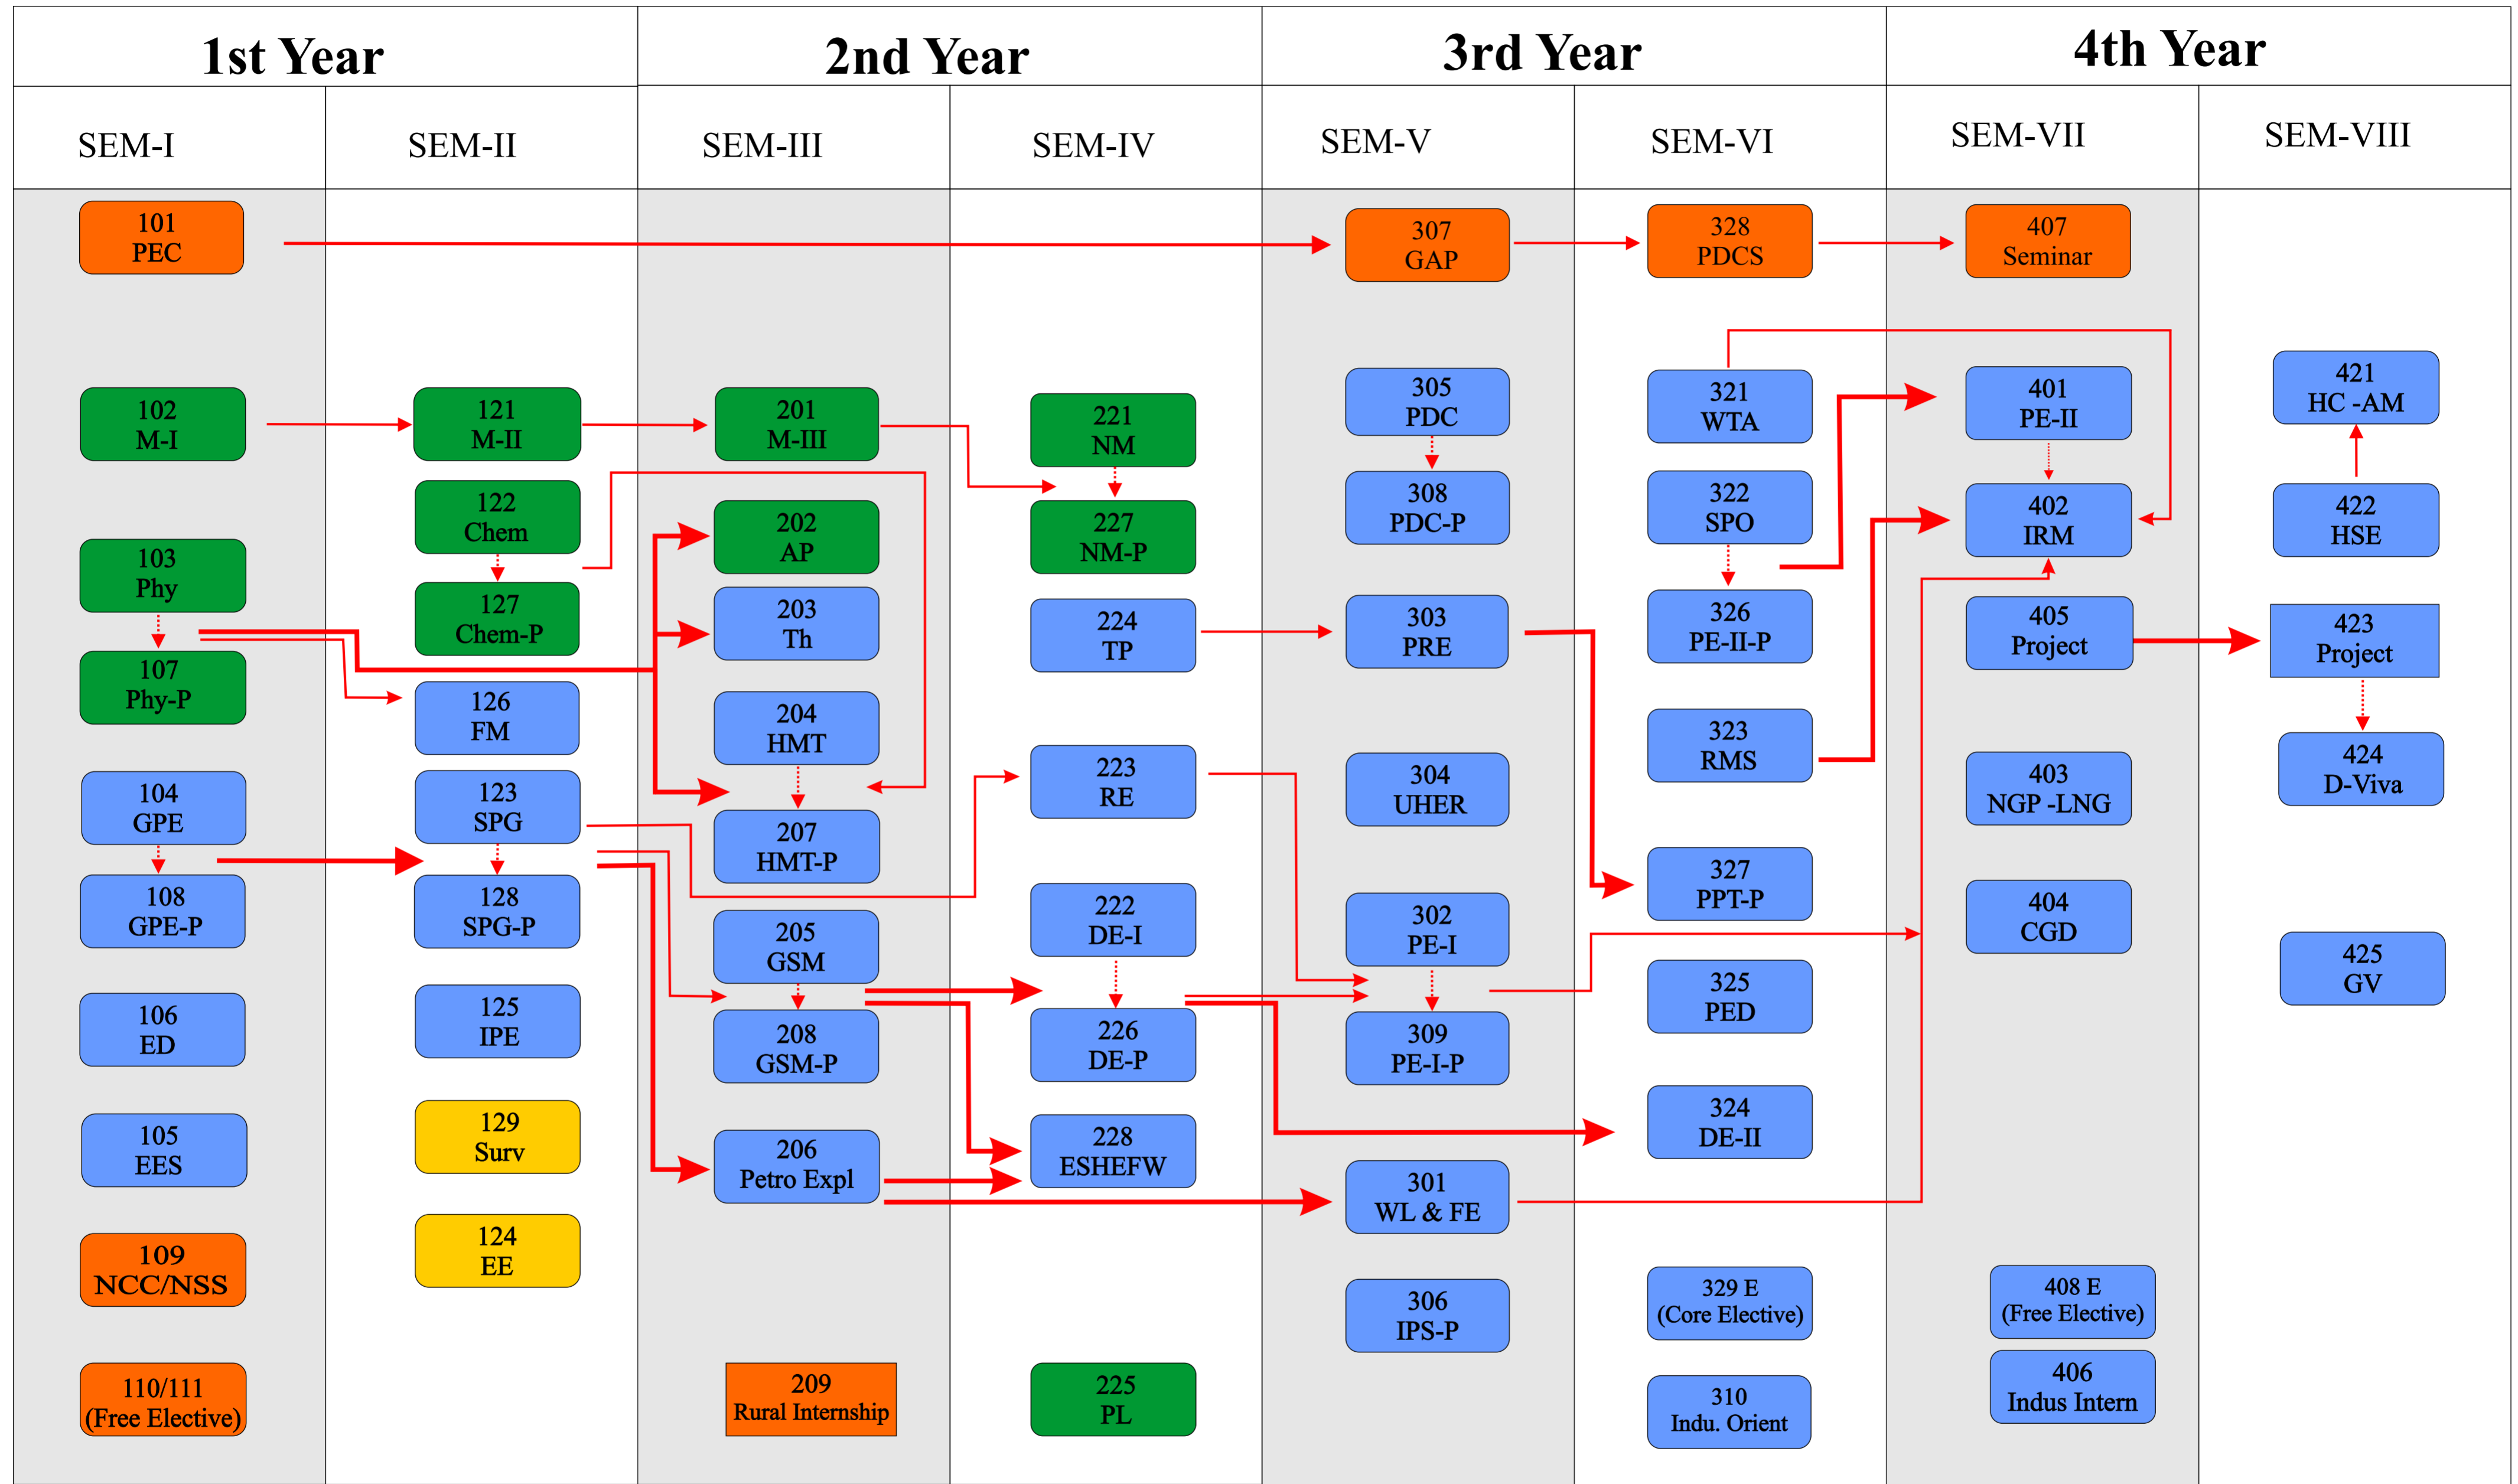 1st Year
2nd Year
3rd Year
4th Year
SEM-I
SEM-II
SEM-III
SEM-IV
SEM-V
SEM-VI
SEM-VII
SEM-VIII
101
PEC
102
M-I
103
Phy
107
Phy-P
104
GPE
108
GPE-P
106
ED
105
EES
109
NCC/NSS
110/111
(Free Elective)
121
M-II
122
Chem
127
Chem-P
126
FM
123
SPG
128
SPG-P
125
IPE
129
Surv
124
EE
201
M-III
202
AP
203
Th
204
HMT
207
HMT-P
205
GSM
208
GSM-P
206
Petro Expl
209
Rural Internship
221
NM
227
NM-P
224
TP
223
RE
222
DE-I
226
DE-P
228
ESHEFW
225
PL
307
GAP
305
PDC
308
PDC-P
303
PRE
304
UHER
302
PE-I
309
PE-I-P
301
WL & FE
306
IPS-P
328
PDCS
321
WTA
322
SPO
326
PE-II-P
323
RMS
327
PPT-P
325
PED
324
DE-II
329 E
(Core Elective)
310
Indu. Orient
407
Seminar
401
PE-II
402
IRM
405
Project
403
NGP -LNG
404
CGD
408 E
(Free Elective)
406
Indus Intern
421
HC -AM
422
HSE
423
Project
424
D-Viva
425
GV